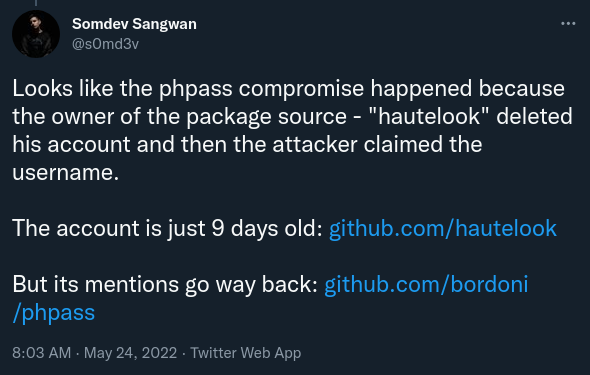 Somdev Sangwan
@s0md3v
Looks like the phpass compromise happened because
the owner of the package source - "hautelook" deleted
his account and then the attacker claimed the
username.
The account is just 9 days old: github.com/hautelook
But its mentions go way back: github.com/bordoni
/phpass
8:03 AM · May 24, 2022 · Twitter Web App